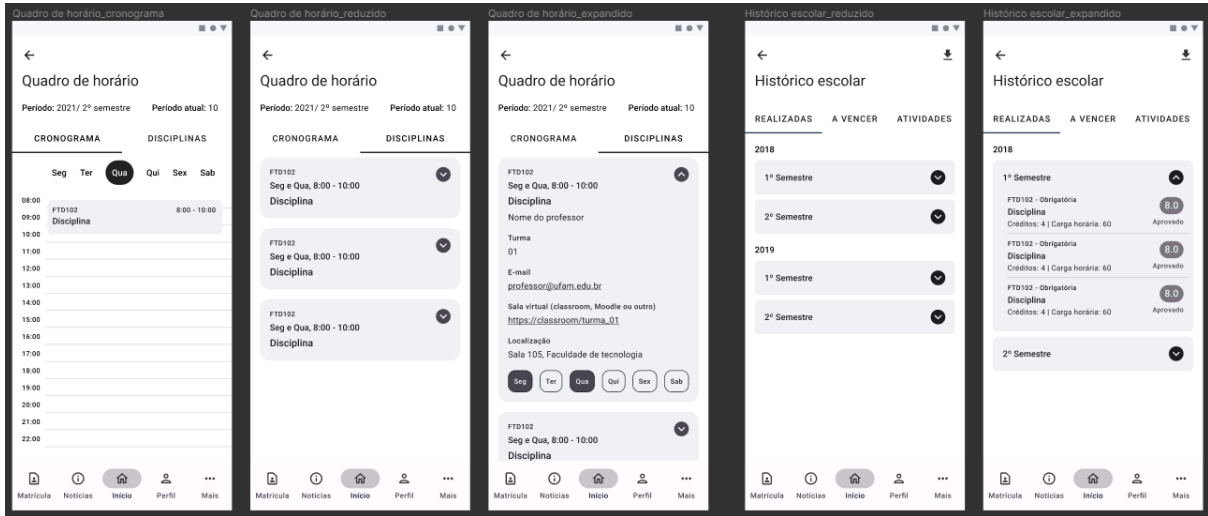 Quadro de horário_cronograma
Quadro de horário
Período: 2021/ 2º semestre Período atual: 10
CRONOGRAMA DISCIPLINAS
Seg Ter Qua Qui Sex Sab
08:00
09:00
FTD102 8:00 - 10:00
Disciplina
10:00
11:00
12:00
13:00
14:00
15:00
16:00
17:00
18:00
19:00
20:00
21:00
22:00
Matrícula Notícias Início Perfil Mais
Quadro de horário_reduzido
Quadro de horário
Período: 2021/ 2º semestre Período atual: 10
CRONOGRAMA DISCIPLINAS
FTD102
Seg e Qua, 8:00 - 10:00
Disciplina
FTD102
Seg e Qua, 8:00 - 10:00
Disciplina
FTD102
Seg e Qua, 8:00 - 10:00
Disciplina
Matrícula Notícias Início Perfil Mais
Quadro de horário_expandido
Quadro de horário
Período: 2021/ 2º semestre Período atual: 10
CRONOGRAMA DISCIPLINAS
FTD102
Seg e Qua, 8:00 - 10:00
Disciplina
Nome do professor
Turma
01
E-mail
professor@ufam.edu.br
Sala virtual (classroom, Moodle ou outro)
https://classroom/turma_01
Localização
Sala 105, Faculdade de tecnologia
Seg Ter Qua Qui Sex Sab
FTD102
Seg e Qua, 8:00 - 10:00
Disciplina
Matrícula Notícias Início Perfil Mais
Histórico escolar_reduzido
Histórico escolar
REALIZADAS A VENCER ATIVIDADES
2018
1º Semestre
2º Semestre
2019
1º Semestre
2º Semestre
Matrícula Notícias Início Perfil Mais
Histórico escolar_expandido
Histórico escolar
REALIZADAS A VENCER ATIVIDADES
2018
1º Semestre
FTD102 - Obrigatória
Disciplina 8.0
Créditos: 4 | Carga horária: 60 Aprovado
FTD102 - Obrigatória
Disciplina 8.0
Créditos: 4 | Carga horária: 60 Aprovado
FTD102 - Obrigatória
Disciplina 8.0
Créditos: 4 | Carga horária: 60 Aprovado
2º Semestre
Matrícula Notícias Início Perfil Mais